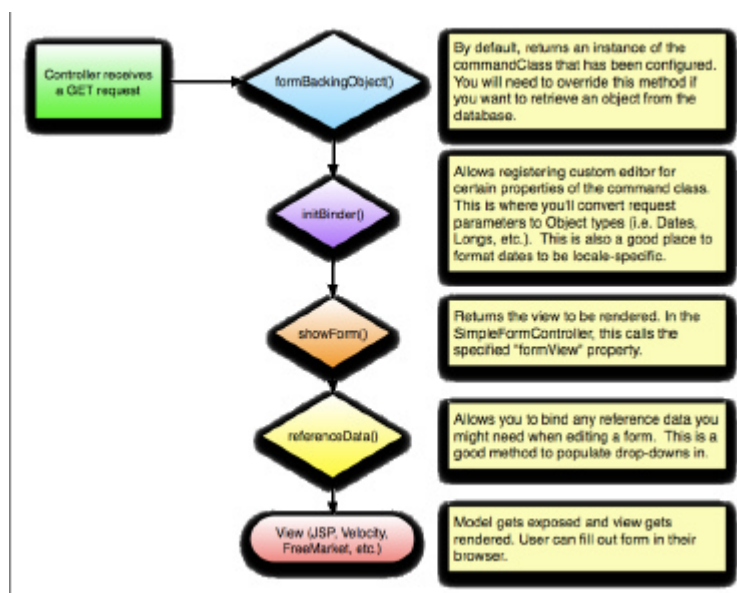 Controller receives
a GET request
formBackingObject()
By default, returns an instance of the
commandClass that has been configured.
You will need to override this method if
you want to retrieve an object from the
database.
initBinder()
Allows registering custom editor for
certain properties of the command class.
This is where you'll convert request
parameters to Object types (i.e. Dates,
Longs, etc.). This is also a good place to
format dates to be locale-specific.
showForm()
Returns the view to be rendered. In the
SimpleFormController, this calls the
specified "formView" property.
referenceData()
Allows you to bind any reference data you
might need when editing a form. This is a
good method to populate drop-downs in.
View (JSP, Velocity,
FreeMarket, etc.)
Model gets exposed and view gets
rendered. User can fill out form in their
browser.